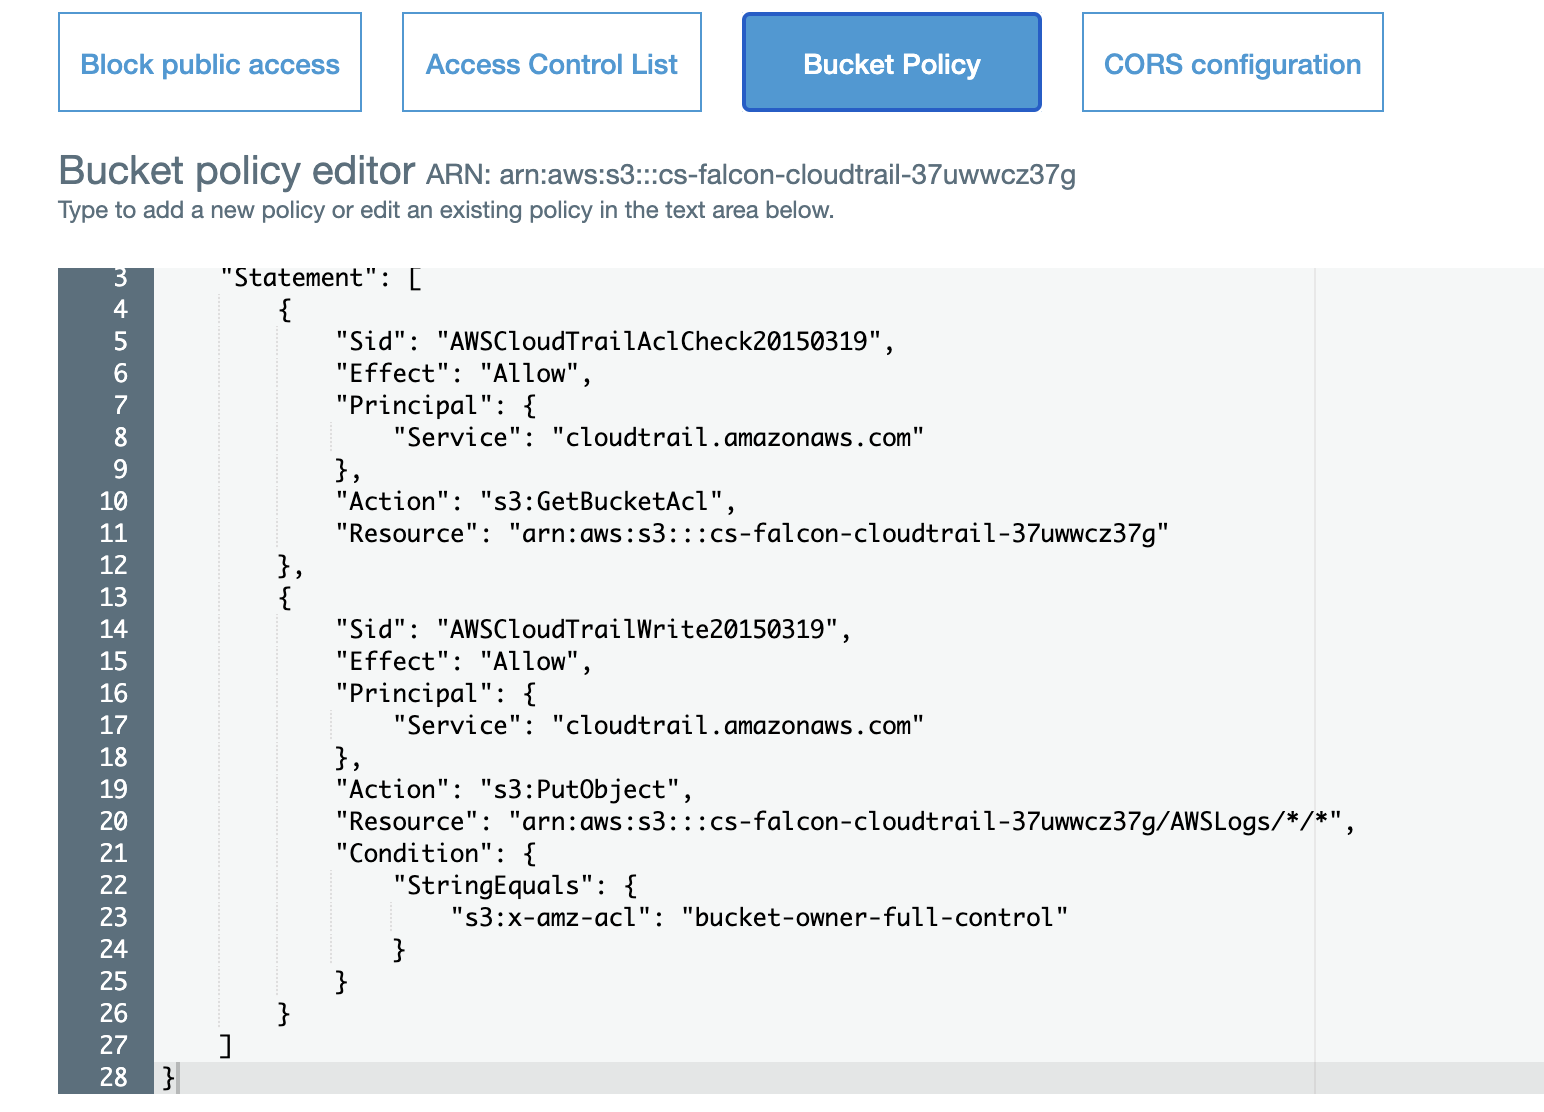 Block public access
Access Control List
Bucket Policy
CORS configuration
Bucket policy editor ARN: arn:aws:s3:::cs-falcon-cloudtrail-37uwwcz37g
Type to add a new policy or edit an existing policy in the text area below.
3 "Statement": [
4 {
5 "Sid": "AWSCloudTrailAclCheck20150319",
6 "Effect": "Allow",
7 "Principal": {
8 "Service": "cloudtrail.amazonaws.com"
9 },
10 "Action": "s3:GetBucketAcl",
11 "Resource": "arn:aws:s3:::cs-falcon-cloudtrail-37uwwcz37g"
12 },
13 {
14 "Sid": "AWSCloudTrailWrite20150319",
15 "Effect": "Allow",
16 "Principal": {
17 "Service": "cloudtrail.amazonaws.com"
18 },
19 "Action": "s3:PutObject",
20 "Resource": "arn:aws:s3:::cs-falcon-cloudtrail-37uwwcz37g/AWSLogs/*/*",
21 "Condition": {
22 "StringEquals": {
23 "s3:x-amz-acl": "bucket-owner-full-control"
24 }
25 }
26 }
27 ]
28 }